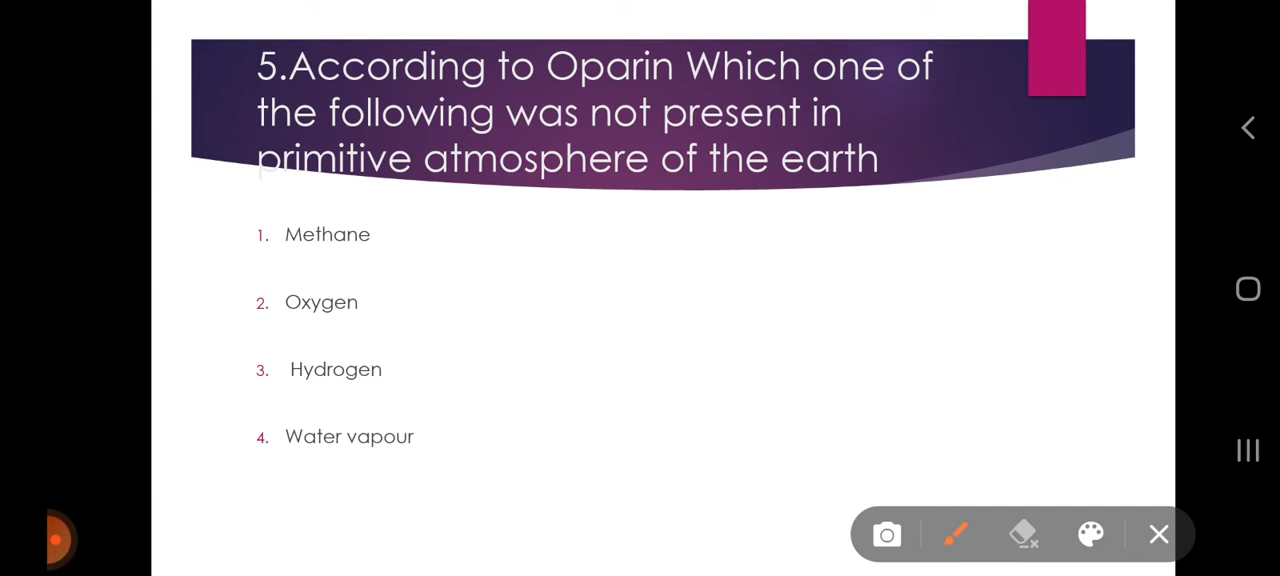 5.According to Oparin Which one of
the following was not present in
primitive atmosphere of the earth
1. Methane
2. Oxygen
3. Hydrogen
4. Water vapour